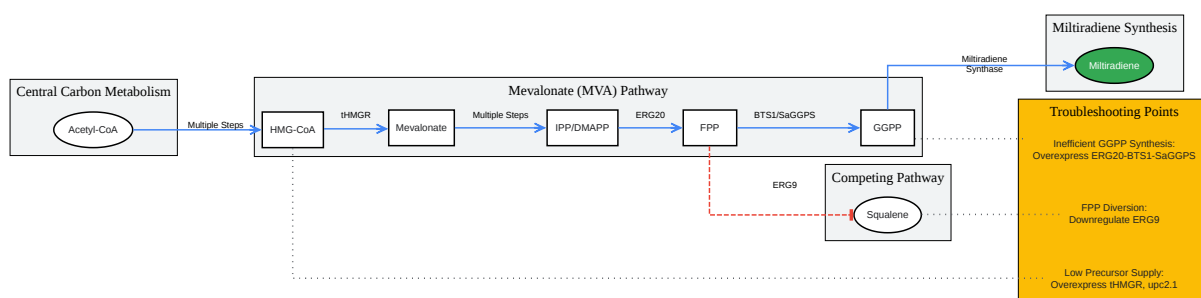 Miltiradiene Synthesis
Miltiradiene
Miltiradiene
Synthase
Central Carbon Metabolism
Acetyl-CoA
Multiple Steps
Mevalonate (MVA) Pathway
HMG-CoA
tHMGR
Mevalonate
Multiple Steps
IPP/DMAPP
ERG20
FPP
BTS1/SaGGPS
GGPP
ERG9
Competing Pathway
Squalene
Troubleshooting Points
Inefficient GGPP Synthesis:
Overexpress ERG20-BTS1-SaGGPS
FPP Diversion:
Downregulate ERG9
Low Precursor Supply:
Overexpress tHMGR, upc2.1